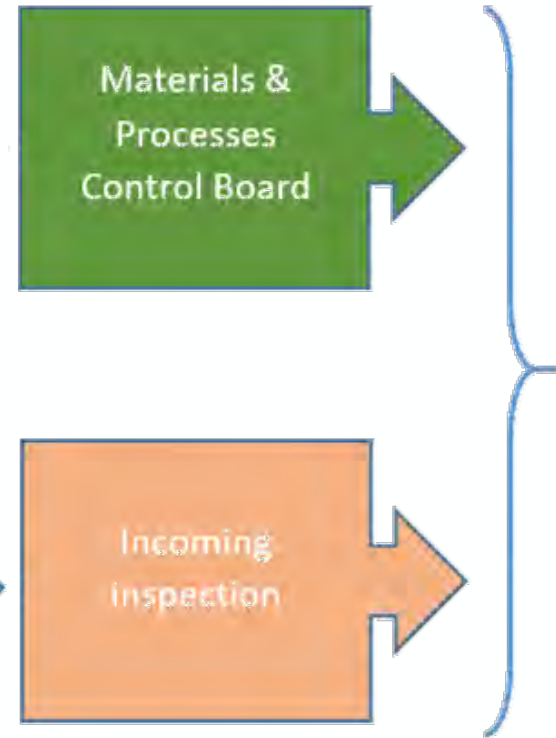 Materials &
Processes
Control Board
Incoming
inspection